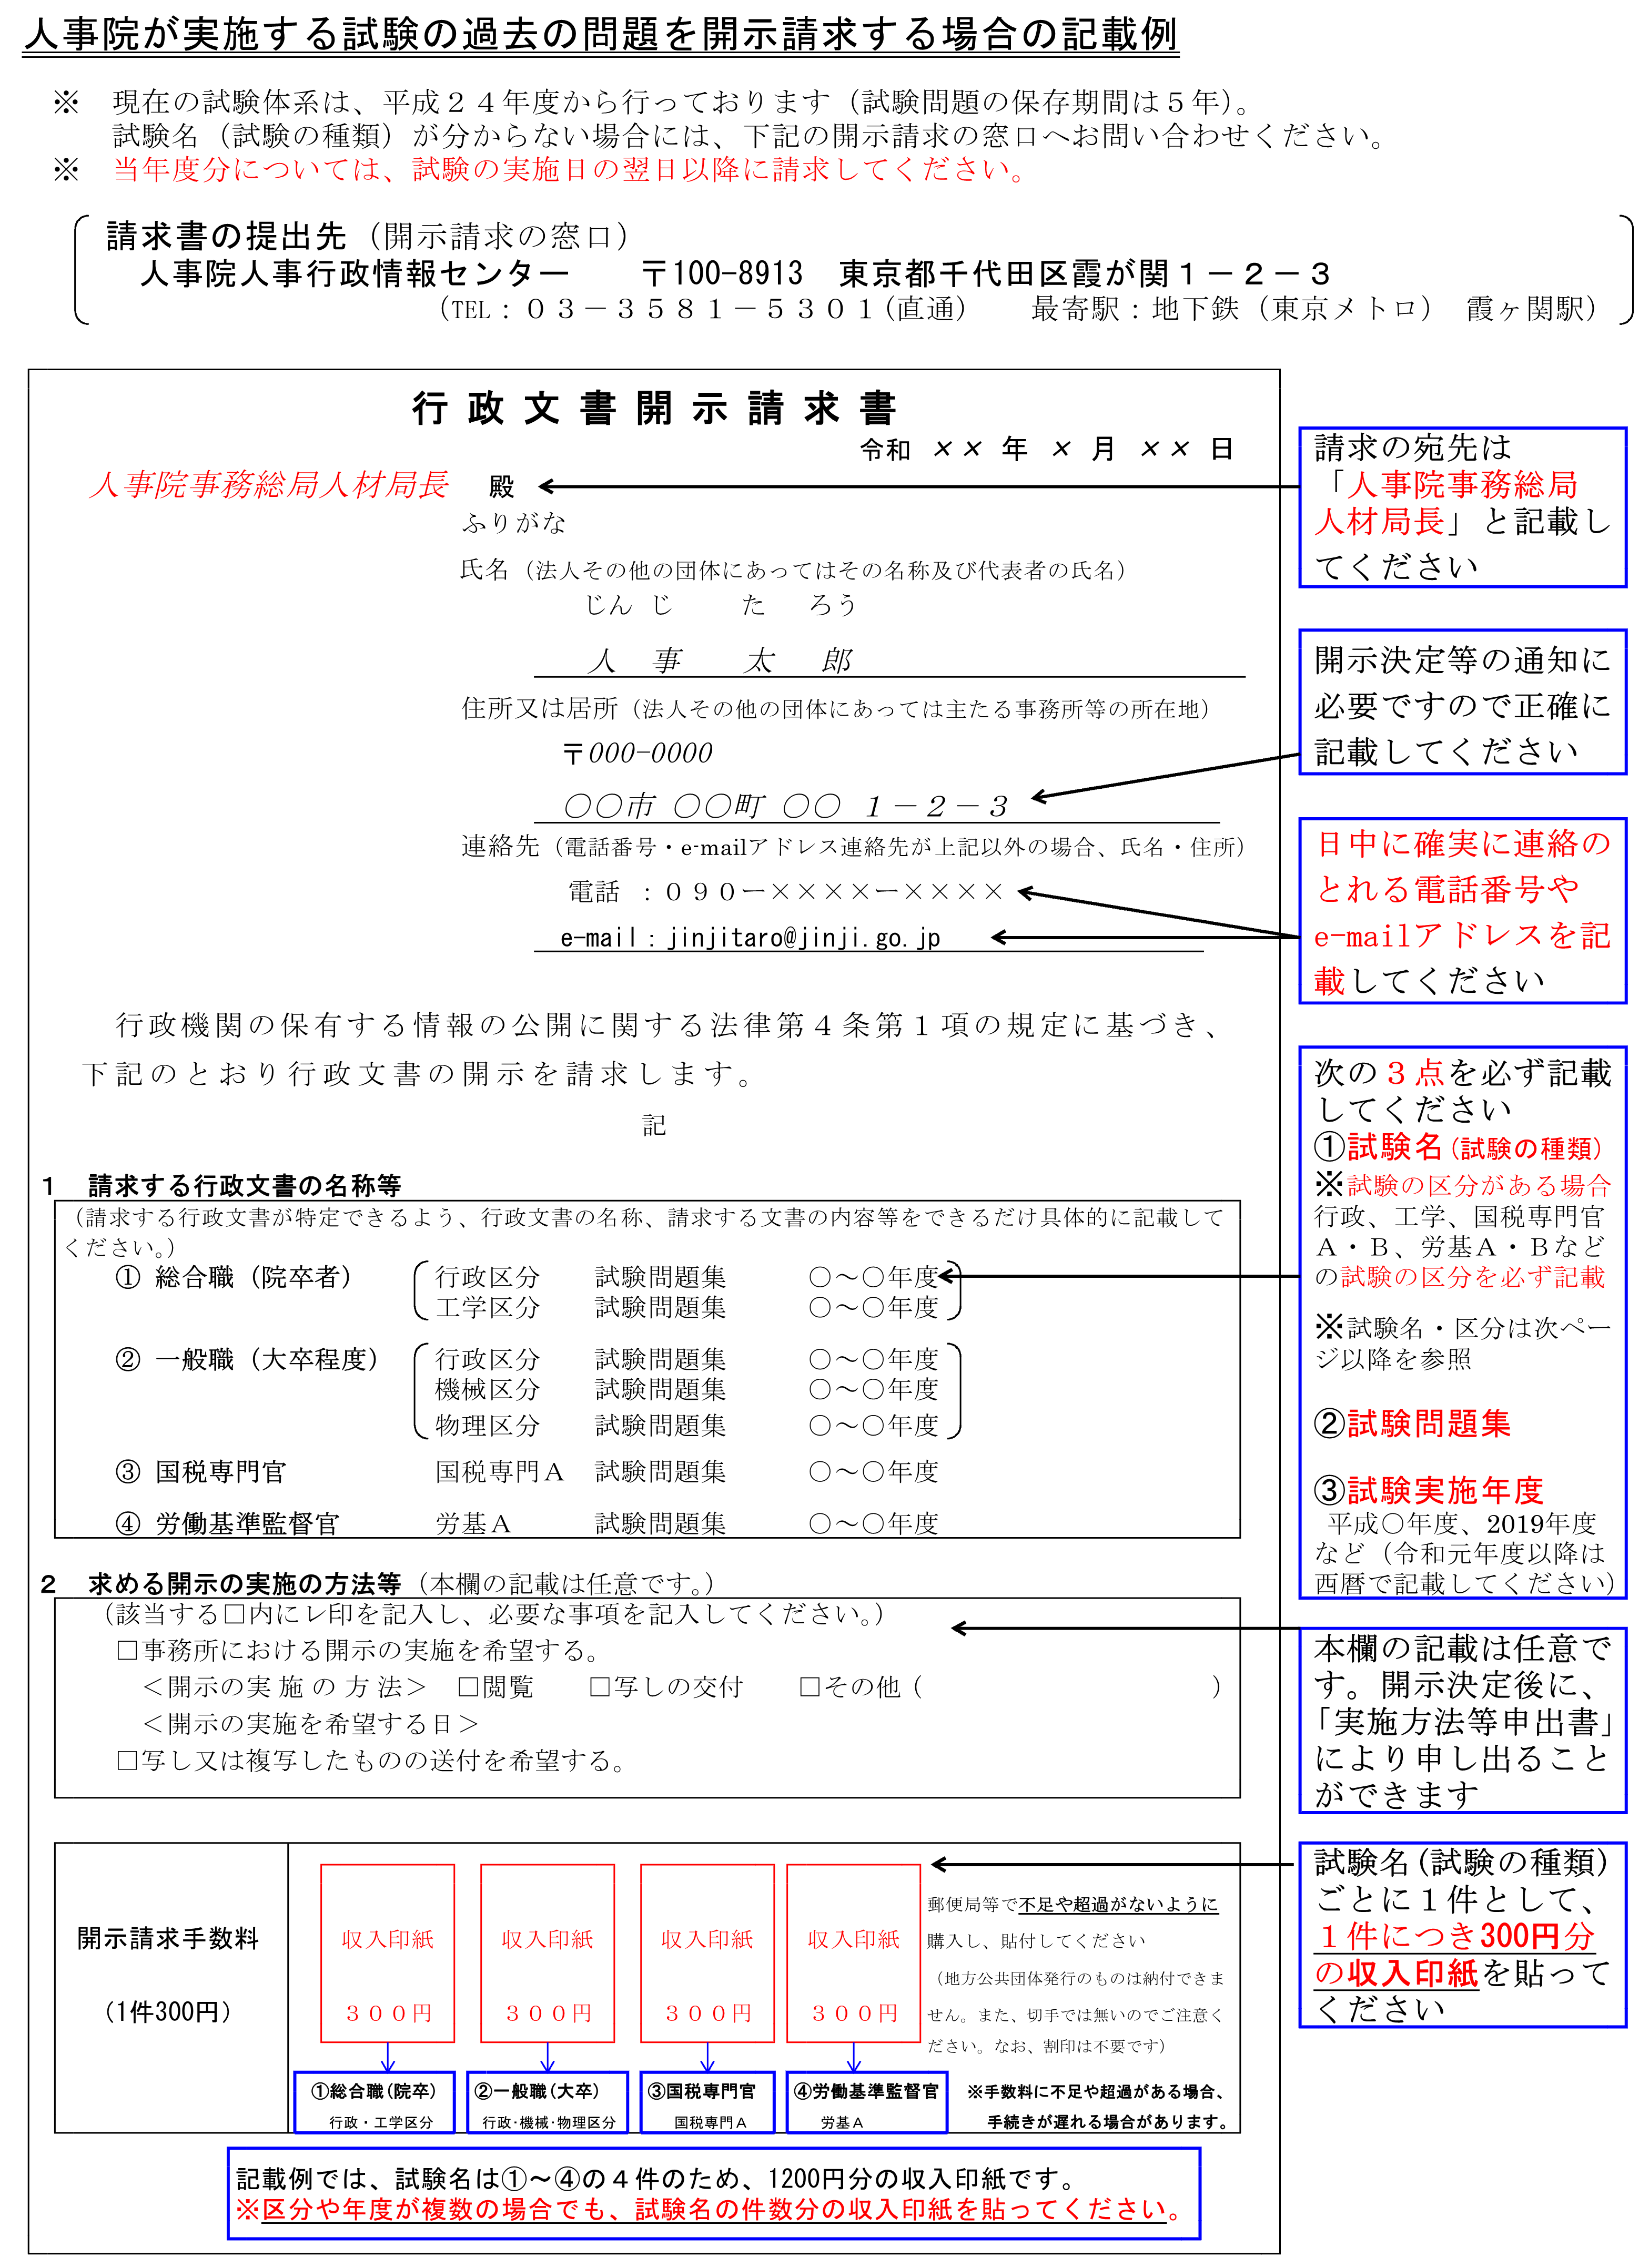 人事院が実施する試験の過去の問題を開示請求する場合の記載例
※　現在の試験体系は、平成２４年度から行っております（試験問題の保存期間は５年）。
試験名（試験の種類）が分からない場合には、下記の開示請求の窓口へお問い合わせください。
※　当年度分については、試験の実施日の翌日以降に請求してください。
請求書の提出先（開示請求の窓口）
人事院人事行政情報センター　〒100-8913　東京都千代田区霞が関１－２－３
（TEL：０３－３５８１－５３０１(直通)　最寄駅：地下鉄（東京メトロ）　霞ヶ関駅）
行政文書開示請求書
令和　××　年　×　月　××　日
人事院事務総局人材局長　殿
ふりがな
氏名（法人その他の団体にあってはその名称及び代表者の氏名）
じん じ　た　ろう
人　事　太　郎
住所又は居所（法人その他の団体にあっては主たる事務所等の所在地）
〒000-0000
〇〇市 〇〇町 〇〇　１－２－３
連絡先（電話番号・e-mailアドレス連絡先が上記以外の場合、氏名・住所）
電話　：０９０ー××××ー××××
e-mail：jinjitaro@jinji.go.jp
行政機関の保有する情報の公開に関する法律第４条第１項の規定に基づき、
下記のとおり行政文書の開示を請求します。
記
１　請求する行政文書の名称等
（請求する行政文書が特定できるよう、行政文書の名称、請求する文書の内容等をできるだけ具体的に記載して
ください。）
①　総合職（院卒者）　行政区分　試験問題集　〇～〇年度
工学区分　試験問題集　〇～〇年度
②　一般職（大卒程度）　行政区分　試験問題集　〇～〇年度
機械区分　試験問題集　〇～〇年度
物理区分　試験問題集　〇～〇年度
③　国税専門官　国税専門Ａ　試験問題集　〇～〇年度
④　労働基準監督官　労基Ａ　試験問題集　〇～〇年度
２　求める開示の実施の方法等（本欄の記載は任意です。）
（該当する□内にレ印を記入し、必要な事項を記入してください。）
□事務所における開示の実施を希望する。
＜開示の実 施 の 方 法＞　□閲覧　□写しの交付　□その他（　）
＜開示の実施を希望する日＞
□写し又は複写したものの送付を希望する。
開示請求手数料
（1件300円）
収入印紙　収入印紙　収入印紙　収入印紙
３００円　３００円　３００円　３００円
郵便局等で不足や超過がないように
購入し、貼付してください
（地方公共団体発行のものは納付できま
せん。また、切手では無いのでご注意く
ださい。なお、割印は不要です）
①総合職(院卒)　②一般職(大卒)　③国税専門官　④労働基準監督官
行政・工学区分　行政･機械･物理区分　国税専門Ａ　労基Ａ
※手数料に不足や超過がある場合、
手続きが遅れる場合があります。
記載例では、試験名は①～④の４件のため、1200円分の収入印紙です。
※区分や年度が複数の場合でも、試験名の件数分の収入印紙を貼ってください。
請求の宛先は
「人事院事務総局
人材局長」と記載し
てください
開示決定等の通知に
必要ですので正確に
記載してください
日中に確実に連絡の
とれる電話番号や
e-mailアドレスを記
載してください
次の３点を必ず記載
してください
①試験名(試験の種類)
※試験の区分がある場合
行政、工学、国税専門官
Ａ・Ｂ、労基Ａ・Ｂなど
の試験の区分を必ず記載
※試験名・区分は次ペー
ジ以降を参照
②試験問題集
③試験実施年度
平成〇年度、2019年度
など（令和元年度以降は
西暦で記載してください）
本欄の記載は任意で
す。開示決定後に、
「実施方法等申出書」
により申し出ること
ができます
試験名(試験の種類)
ごとに１件として、
１件につき300円分
の収入印紙を貼って
ください